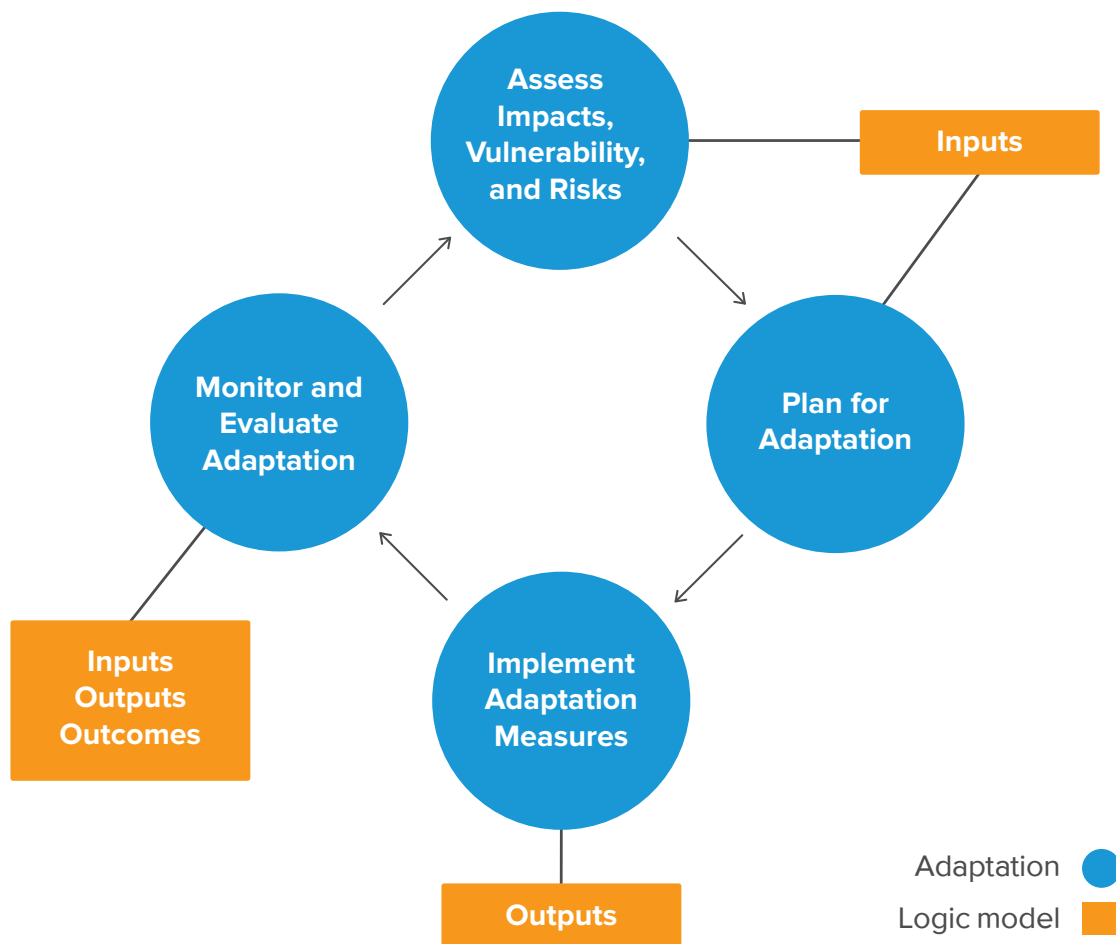 Assess
Impacts,
Vulnerability,
and Risks
Inputs
Monitor and
Evaluate
Adaptation
Plan for
Adaptation
Inputs
Outputs
Outcomes
Implement
Adaptation
Measures
Outputs
Adaptation
Logic model